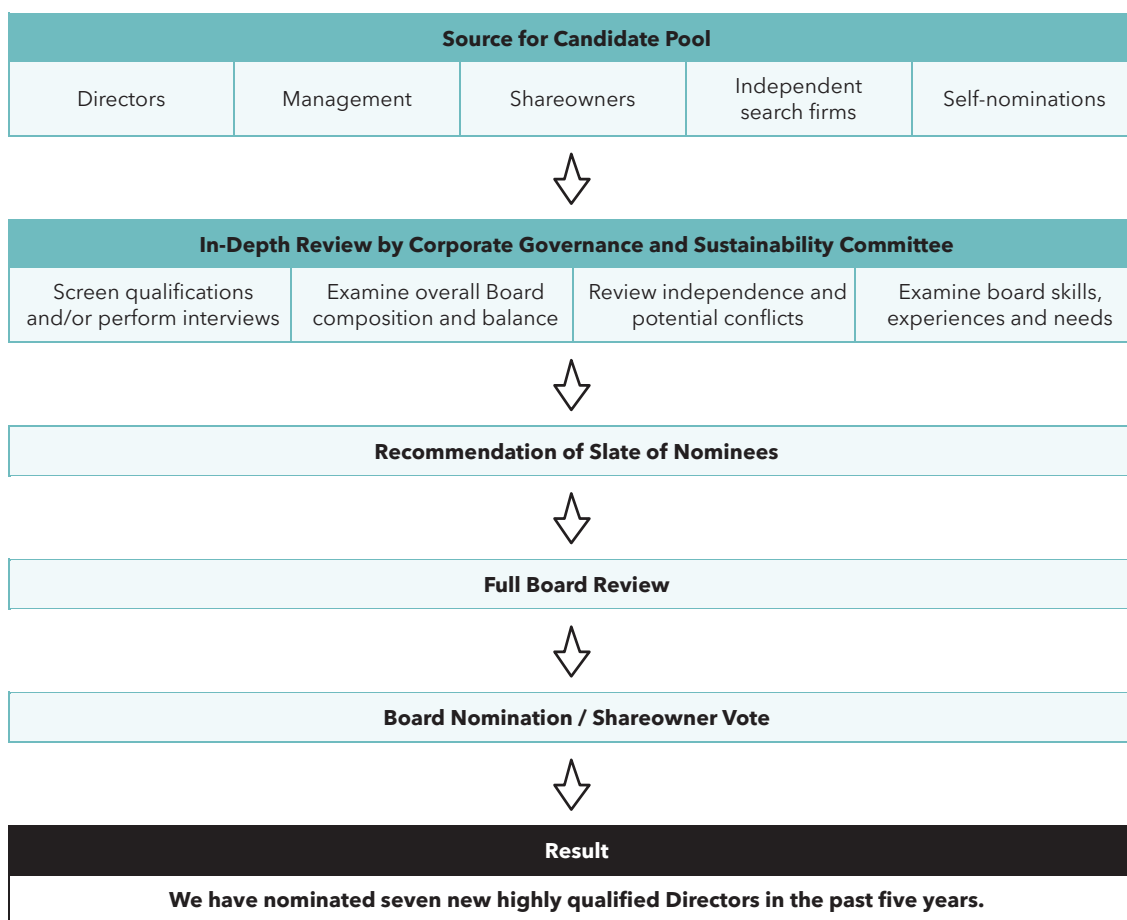 Source for Candidate Pool
Directors
Management
Shareowners
Independent
search firms
Self-nominations
In-Depth Review by Corporate Governance and Sustainability Committee
Screen qualifications
and/or perform interviews
Examine overall Board
composition and balance
Review independence and
potential conflicts
Examine board skills,
experiences and needs
Recommendation of Slate of Nominees
Full Board Review
Board Nomination / Shareowner Vote
Result
We have nominated seven new highly qualified Directors in the past five years.